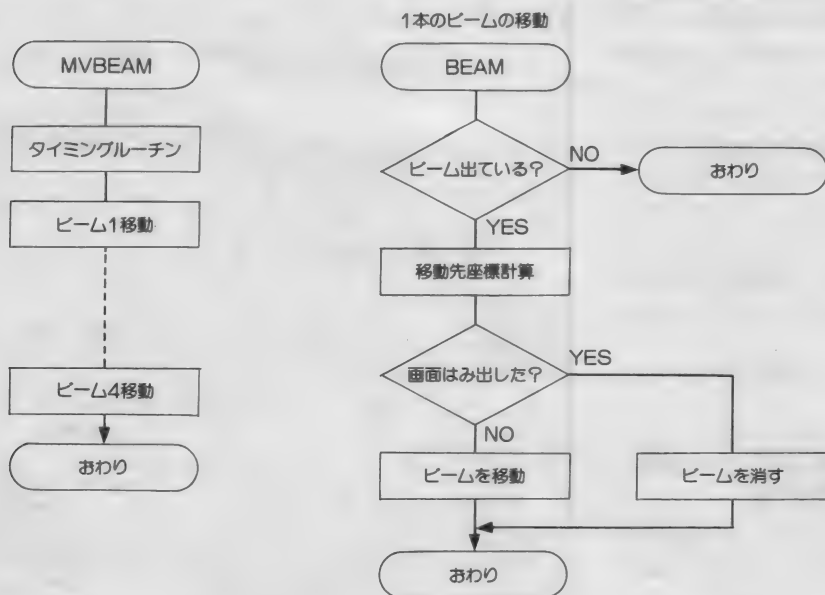 MVBEAM
タイミングルーチン
ビーム1移動
ビーム4移動
おわり
1本のビームの移動
BEAM
ビーム出ている?
NO
おわり
YES
移動先座標計算
画面はみ出した?
YES
NO
ビームを移動
ビームを消す
おわり